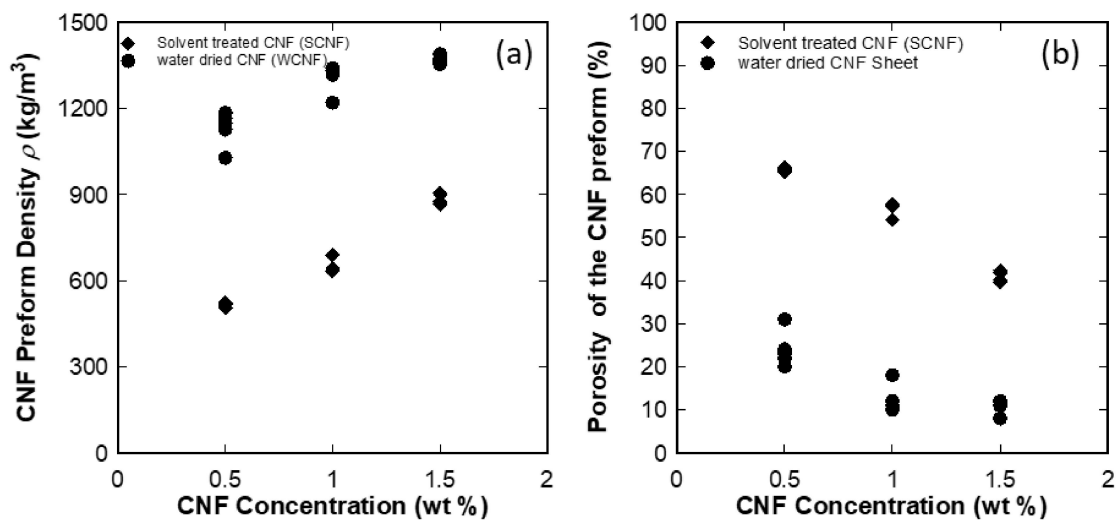 CNF Preform Density ρ (kg/m³)
1500
1200
900
600
300
0
Solvent treated CNF (SCNF)
water dried CNF (WCNF)
(a)
0 0.5 1 1.5 2
CNF Concentration (wt %)
Porosity of the CNF preform (%)
100
90
80
70
60
50
40
30
20
10
0
Solvent treated CNF (SCNF)
water dried CNF Sheet
(b)
0 0.5 1 1.5 2
CNF Concentration (wt %)